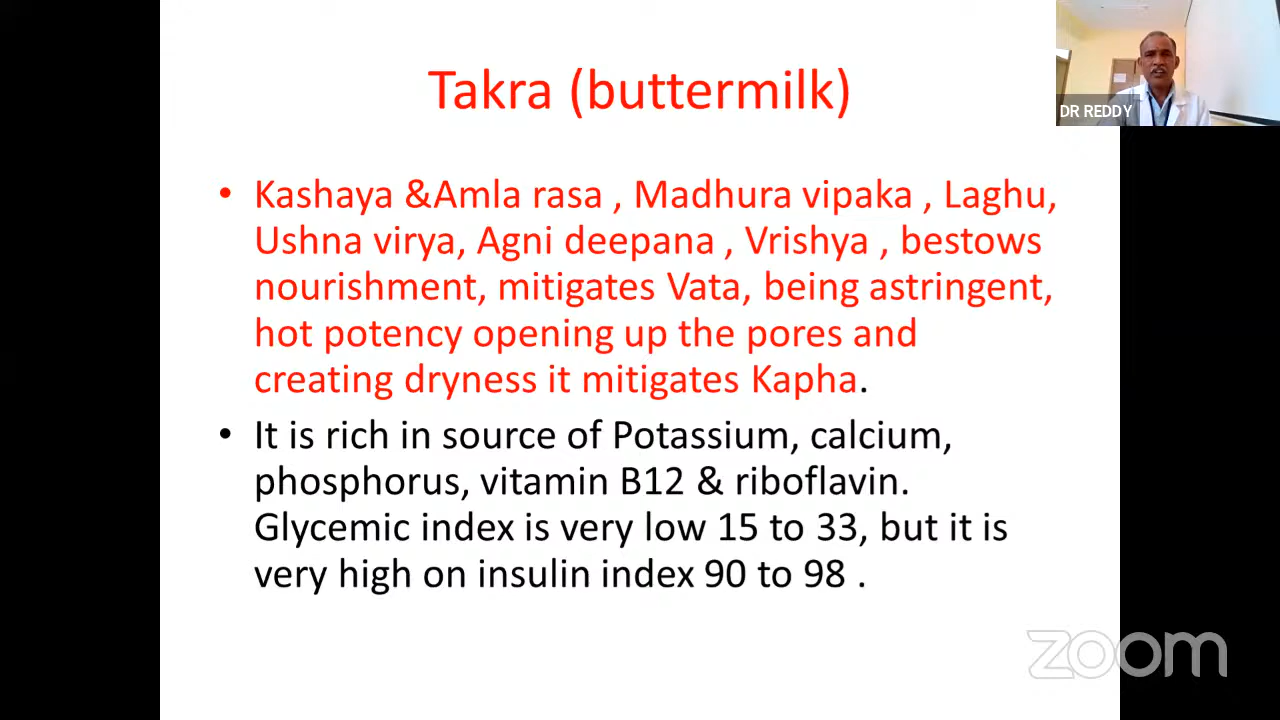 Takra (buttermilk)
DR REDDY
• Kashaya &Amla rasa , Madhura vipaka , Laghu,
Ushna virya, Agni deepana , Vrishya , bestows
nourishment, mitigates Vata, being astringent,
hot potency opening up the pores and
creating dryness it mitigates Kapha.
• It is rich in source of Potassium, calcium,
phosphorus, vitamin B12 & riboflavin.
Glycemic index is very low 15 to 33, but it is
very high on insulin index 90 to 98 .
zoom